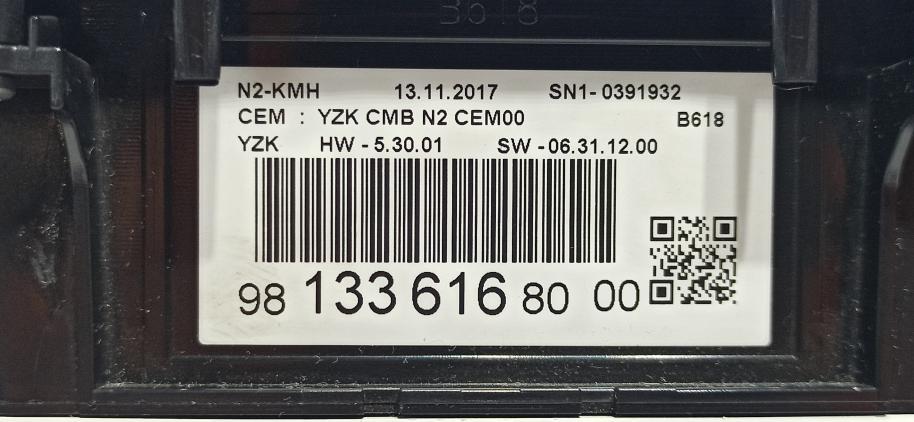 B618
N2-KMH 13.11.2017 SN1- 0391932
CEM : YZK CMB N2 CEM00 B618
YZK HW - 5.30.01 SW - 06.31.12.00
98 133 616 80 00